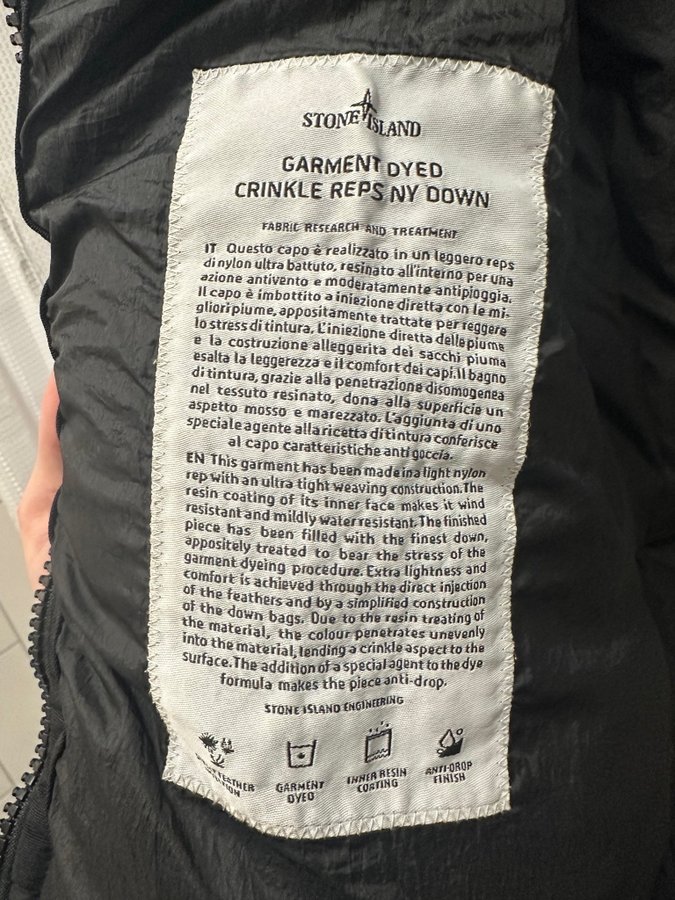 STONE ISLAND
GARMENT DYED
CRINKLE REPS NY DOWN
FABRIC RESEARCH AND TREATMENT
IT Questo capo è realizzato in un leggero reps
di nylon ultra battuto, resinato all'interno per una
azione antivento e moderatamente antipioggia.
Il capo è imbottito a iniezione diretta con le mi-
gliori piume, appositamente trattate per reggere
lo stress di tintura. L'iniezione diretta delle piume
e la costruzione alleggerita dei sacchi piuma
esalta la leggerezza e il comfort dei capi. Il bagno
di tintura, grazie alla penetrazione disomogenea
nel tessuto resinato, dona alla superficie un
aspetto mosso e marezzato. L'aggiunta di uno
speciale agente alla ricetta di tintura conferisce
al capo caratteristiche anti goccia.
EN This garment has been made in a light nylon
rep with an ultra tight weaving construction. The
resin coating of its inner face makes it wind
resistant and mildly water resistant. The finished
piece has been filled with the finest down,
appositely treated to bear the stress of the
garment dyeing procedure. Extra lightness and
comfort is achieved through the direct injection
of the feathers and by a simplified construction
of the down bags. Due to the resin treating of
the material, the colour penetrates unevenly
into the material, lending a crinkle aspect to the
surface. The addition of a special agent to the dye
formula makes the piece anti-drop.
STONE ISLAND ENGINEERING
FEATHER
GARMENT
DYED
INNER RESIN
COATING
ANTI-DROP
FINISH